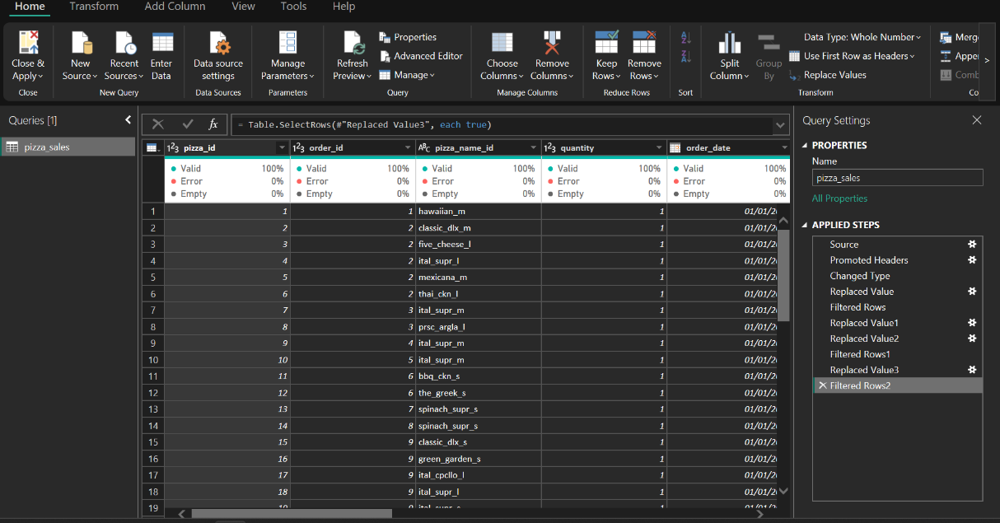 Home Transform Add Column View Tools Help
Close & Apply
Close
New Source
Recent Sources
Enter Data
New Query
Data source settings
Data Sources
Manage Parameters
Parameters
Refresh Preview
Properties
Advanced Editor
Manage
Query
Choose Columns
Remove Columns
Manage Columns
Keep Rows
Remove Rows
Reduce Rows
Sort
Split Column
Group By
Data Type: Whole Number
Use First Row as Headers
Replace Values
Transform
Merg
Appe
Comb
Co
Queries [1]
pizza_sales
fx = Table.SelectRows(#"Replaced Value3", each true)
1²3 pizza_id 1²3 order_id ABC pizza_name_id 1²3 quantity order_date
Valid 100% Valid 100% Valid 100% Valid 100% Valid 100%
Error 0% Error 0% Error 0% Error 0% Error 0%
Empty 0% Empty 0% Empty 0% Empty 0% Empty 0%
1 1 1 hawaiian_m 1 01/01/20
2 2 2 classic_dlx_m 1 01/01/20
3 3 2 five_cheese_l 1 01/01/20
4 4 2 ital_supr_l 1 01/01/20
5 5 2 mexicana_m 1 01/01/20
6 6 2 thai_ckn_l 1 01/01/20
7 7 3 ital_supr_m 1 01/01/20
8 8 3 prsc_argla_l 1 01/01/20
9 9 4 ital_supr_m 1 01/01/20
10 10 5 ital_supr_m 1 01/01/20
11 11 6 bbq_ckn_s 1 01/01/20
12 12 6 the_greek_s 1 01/01/20
13 13 7 spinach_supr_s 1 01/01/20
14 14 8 spinach_supr_s 1 01/01/20
15 15 9 classic_dlx_s 1 01/01/20
16 16 9 green_garden_s 1 01/01/20
17 17 9 ital_cpcllo_l 1 01/01/20
18 18 9 ital_supr_l 1 01/01/20
19 19 9 ital_supr_s 1 01/01/20
Query Settings
PROPERTIES
Name
pizza_sales
All Properties
APPLIED STEPS
Source
Promoted Headers
Changed Type
Replaced Value
Filtered Rows
Replaced Value1
Replaced Value2
Filtered Rows1
Replaced Value3
Filtered Rows2